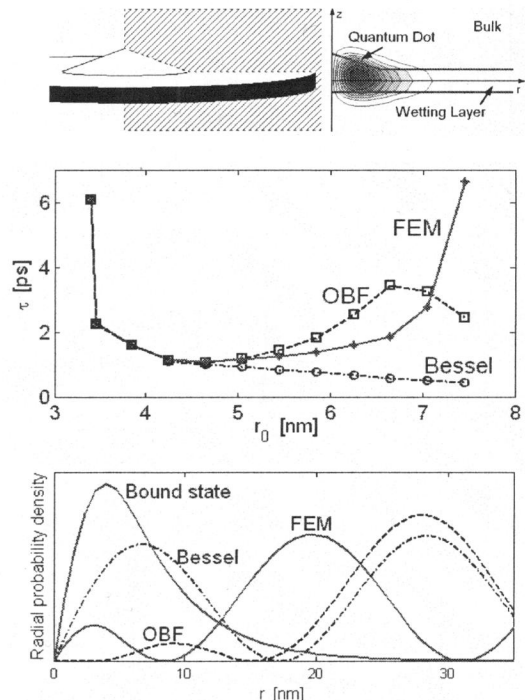 z
Quantum Dot
Bulk
r
Wetting Layer
6
4
2
0
τ [ps]
FEM
OBF
Bessel
3 4 5 6 7 8
r₀ [nm]
Radial probability density
Bound state
FEM
Bessel
OBF
0 10 20 30
r [nm]